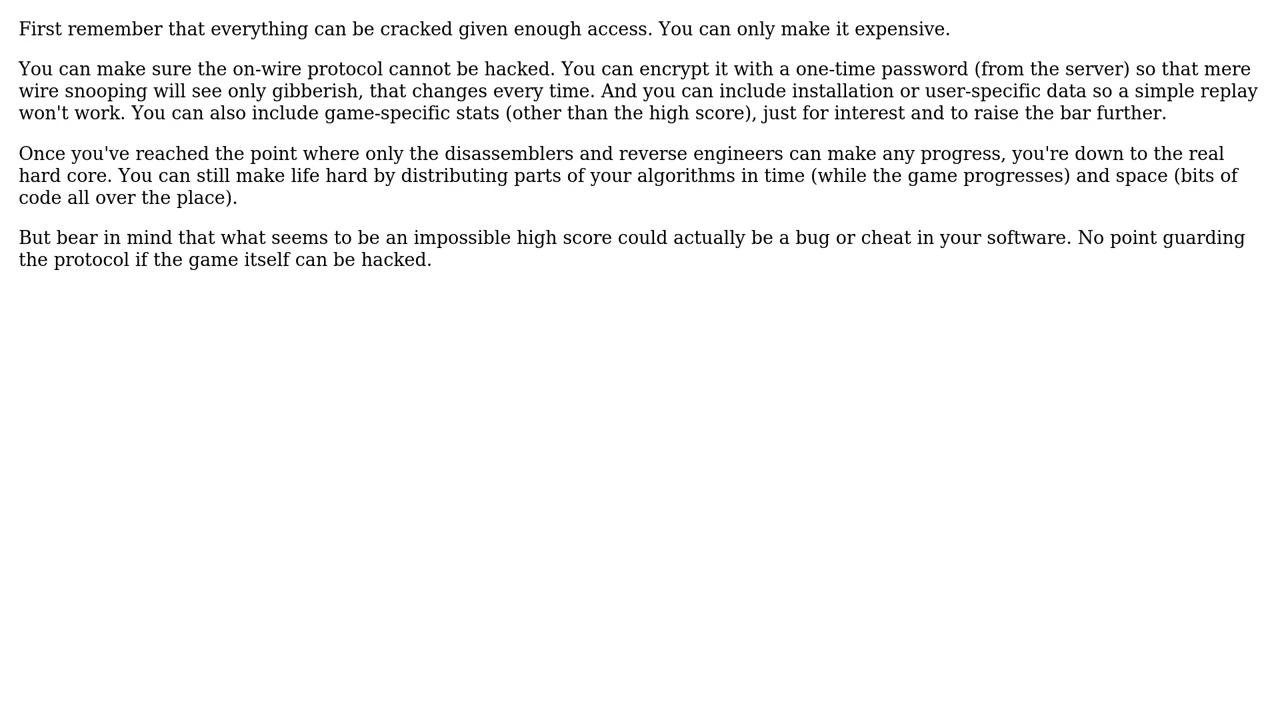 First remember that everything can be cracked given enough access. You can only make it expensive.
You can make sure the on-wire protocol cannot be hacked. You can encrypt it with a one-time password (from the server) so that mere
wire snooping will see only gibberish, that changes every time. And you can include installation or user-specific data so a simple replay
won't work. You can also include game-specific stats (other than the high score), just for interest and to raise the bar further.
Once you've reached the point where only the disassemblers and reverse engineers can make any progress, you're down to the real
hard core. You can still make life hard by distributing parts of your algorithms in time (while the game progresses) and space (bits of
code all over the place).
But bear in mind that what seems to be an impossible high score could actually be a bug or cheat in your software. No point guarding
the protocol if the game itself can be hacked.